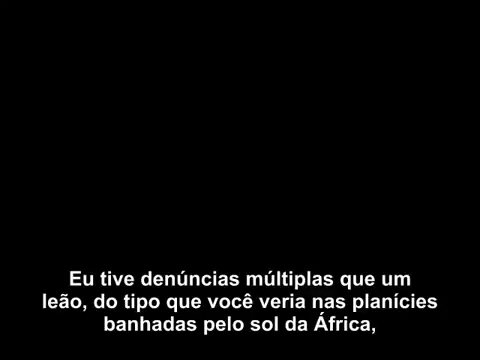 Eu tive denúncias múltiplas que um
leão, do tipo que você veria nas planícies
banhadas pelo sol da África,